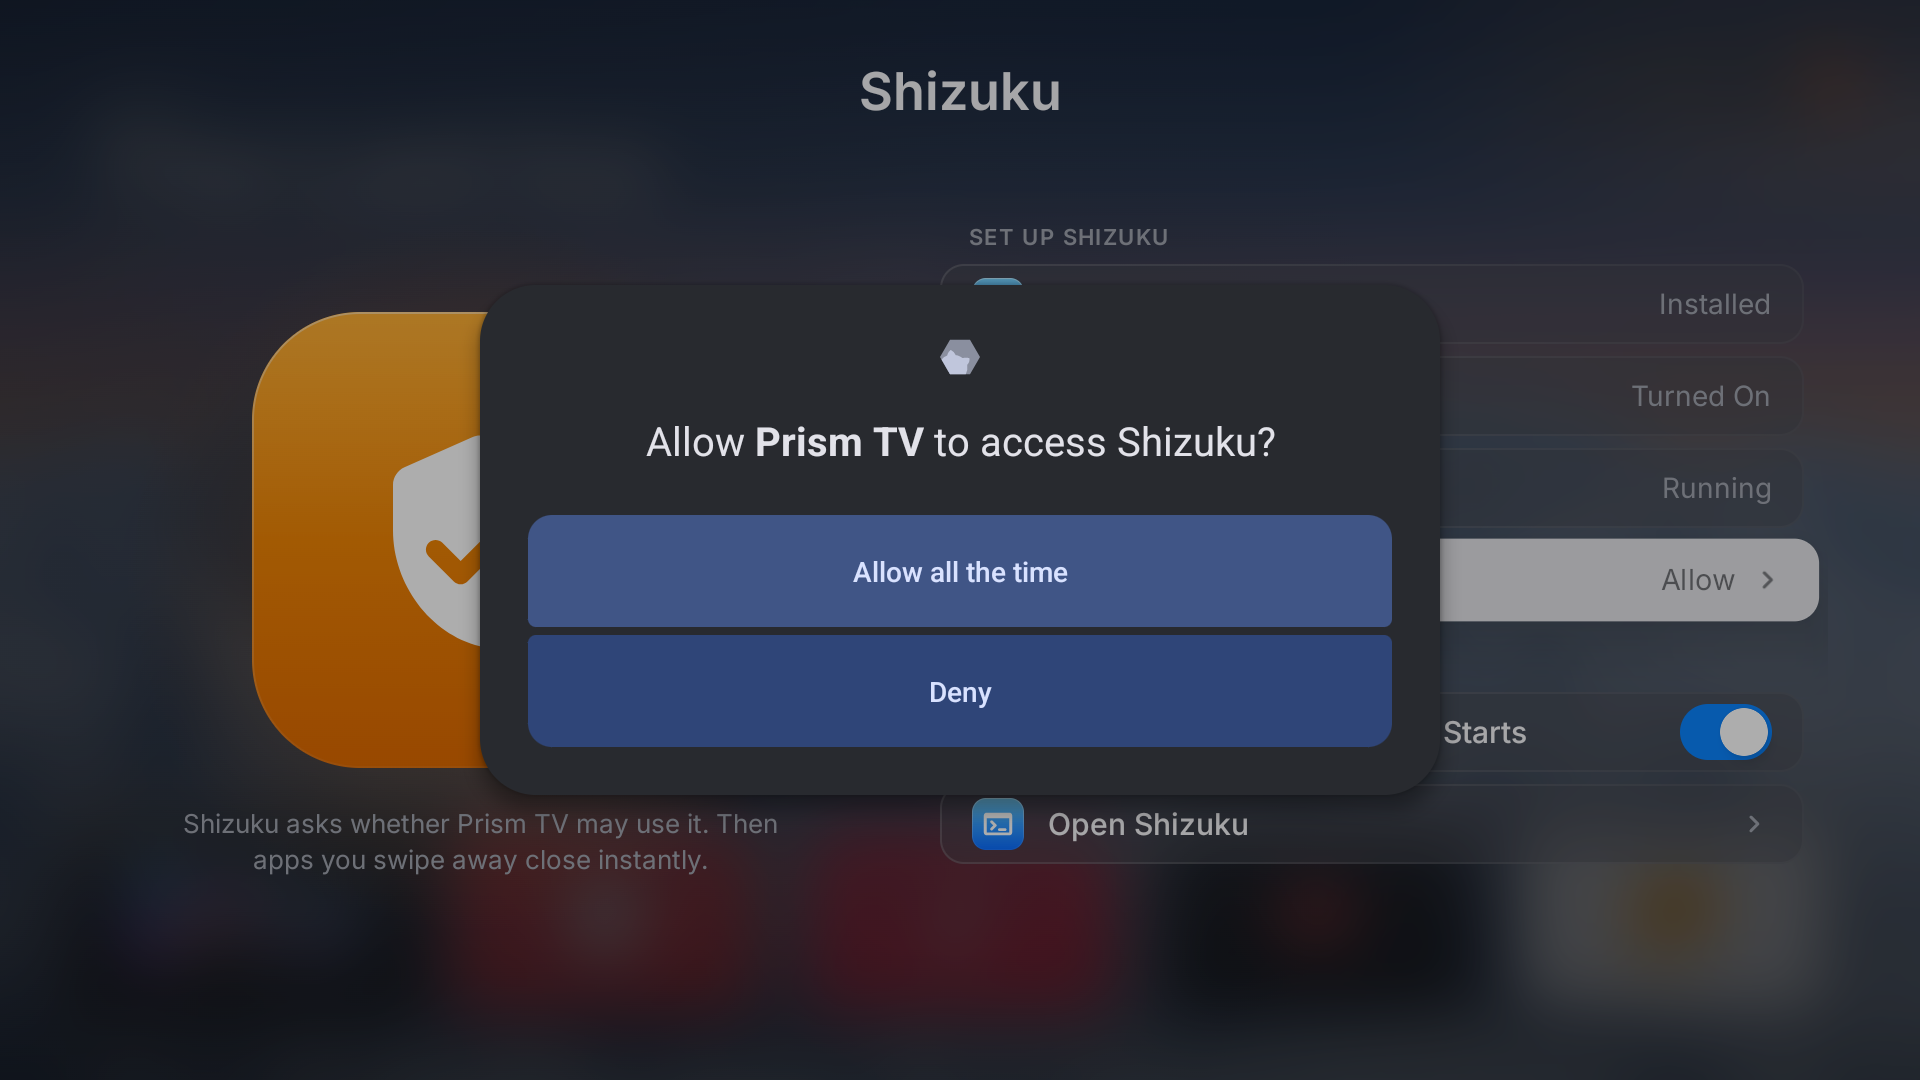 Shizuku
SET UP SHIZUKU
Installed
Turned On
Running
Allow
Allow Prism TV to access Shizuku?
Allow all the time
Deny
Starts
Open Shizuku
Shizuku asks whether Prism TV may use it. Then
apps you swipe away close instantly.